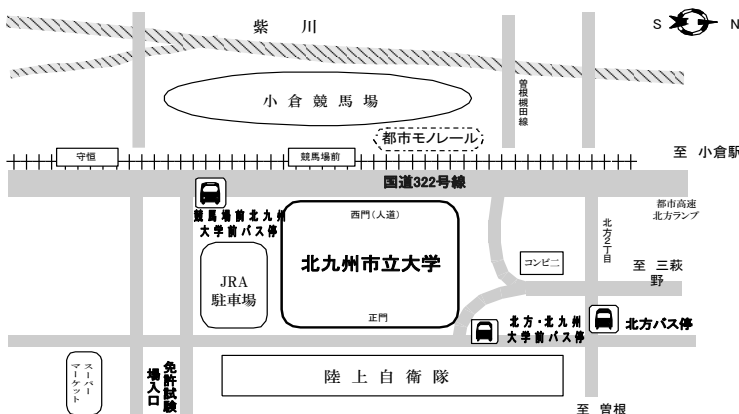 紫 川
S N
小 倉 競 馬 場
曽根槻田線
都市モノレール
守恒
競馬場前
至 小倉駅
国道322号線
競馬場前北九州
大学前バス停
西門(人道)
都市高速
北方ランプ
北方2丁目
北九州市立大学
コンビニ
JRA
駐車場
至 三萩
野
正門
北方・北九州
大学前バス停
北方バス停
スーパー
マーケット
免許試験
場入口
陸 上 自 衛 隊
至 曽根